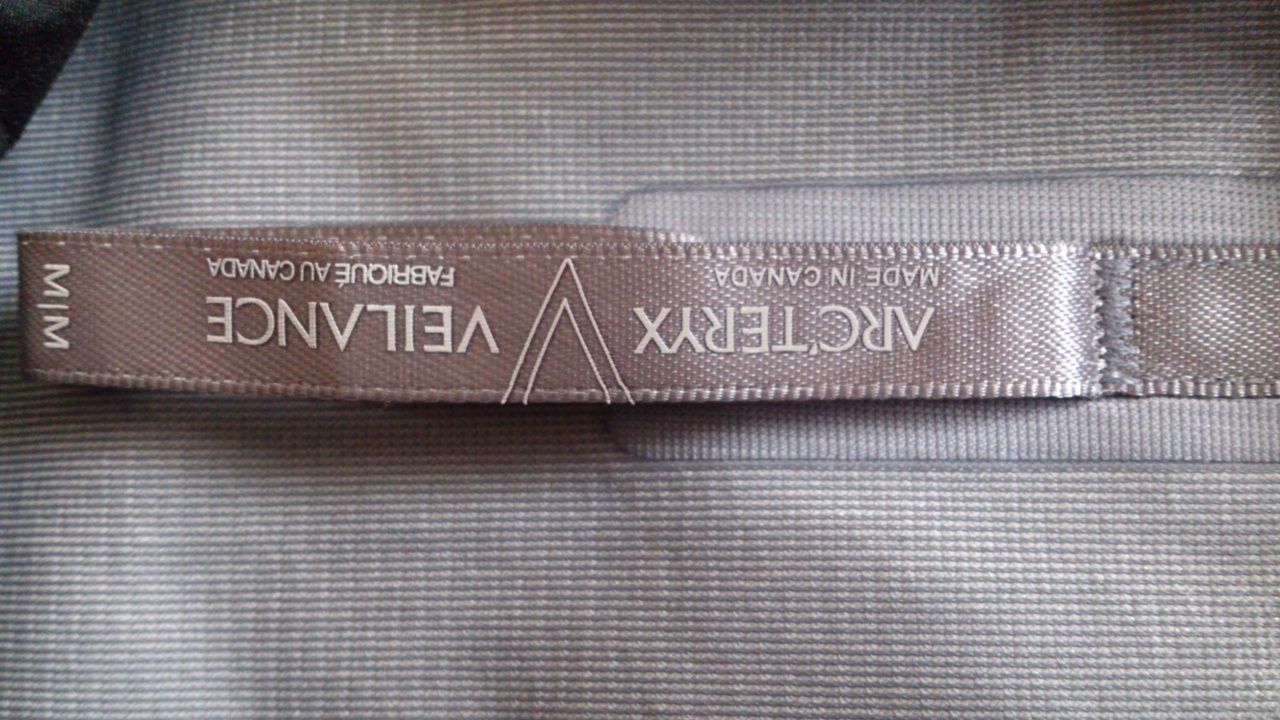 ARC'TERYX VEILANCE
MADE IN CANADA FABRIQUÉ AU CANADA
M|M